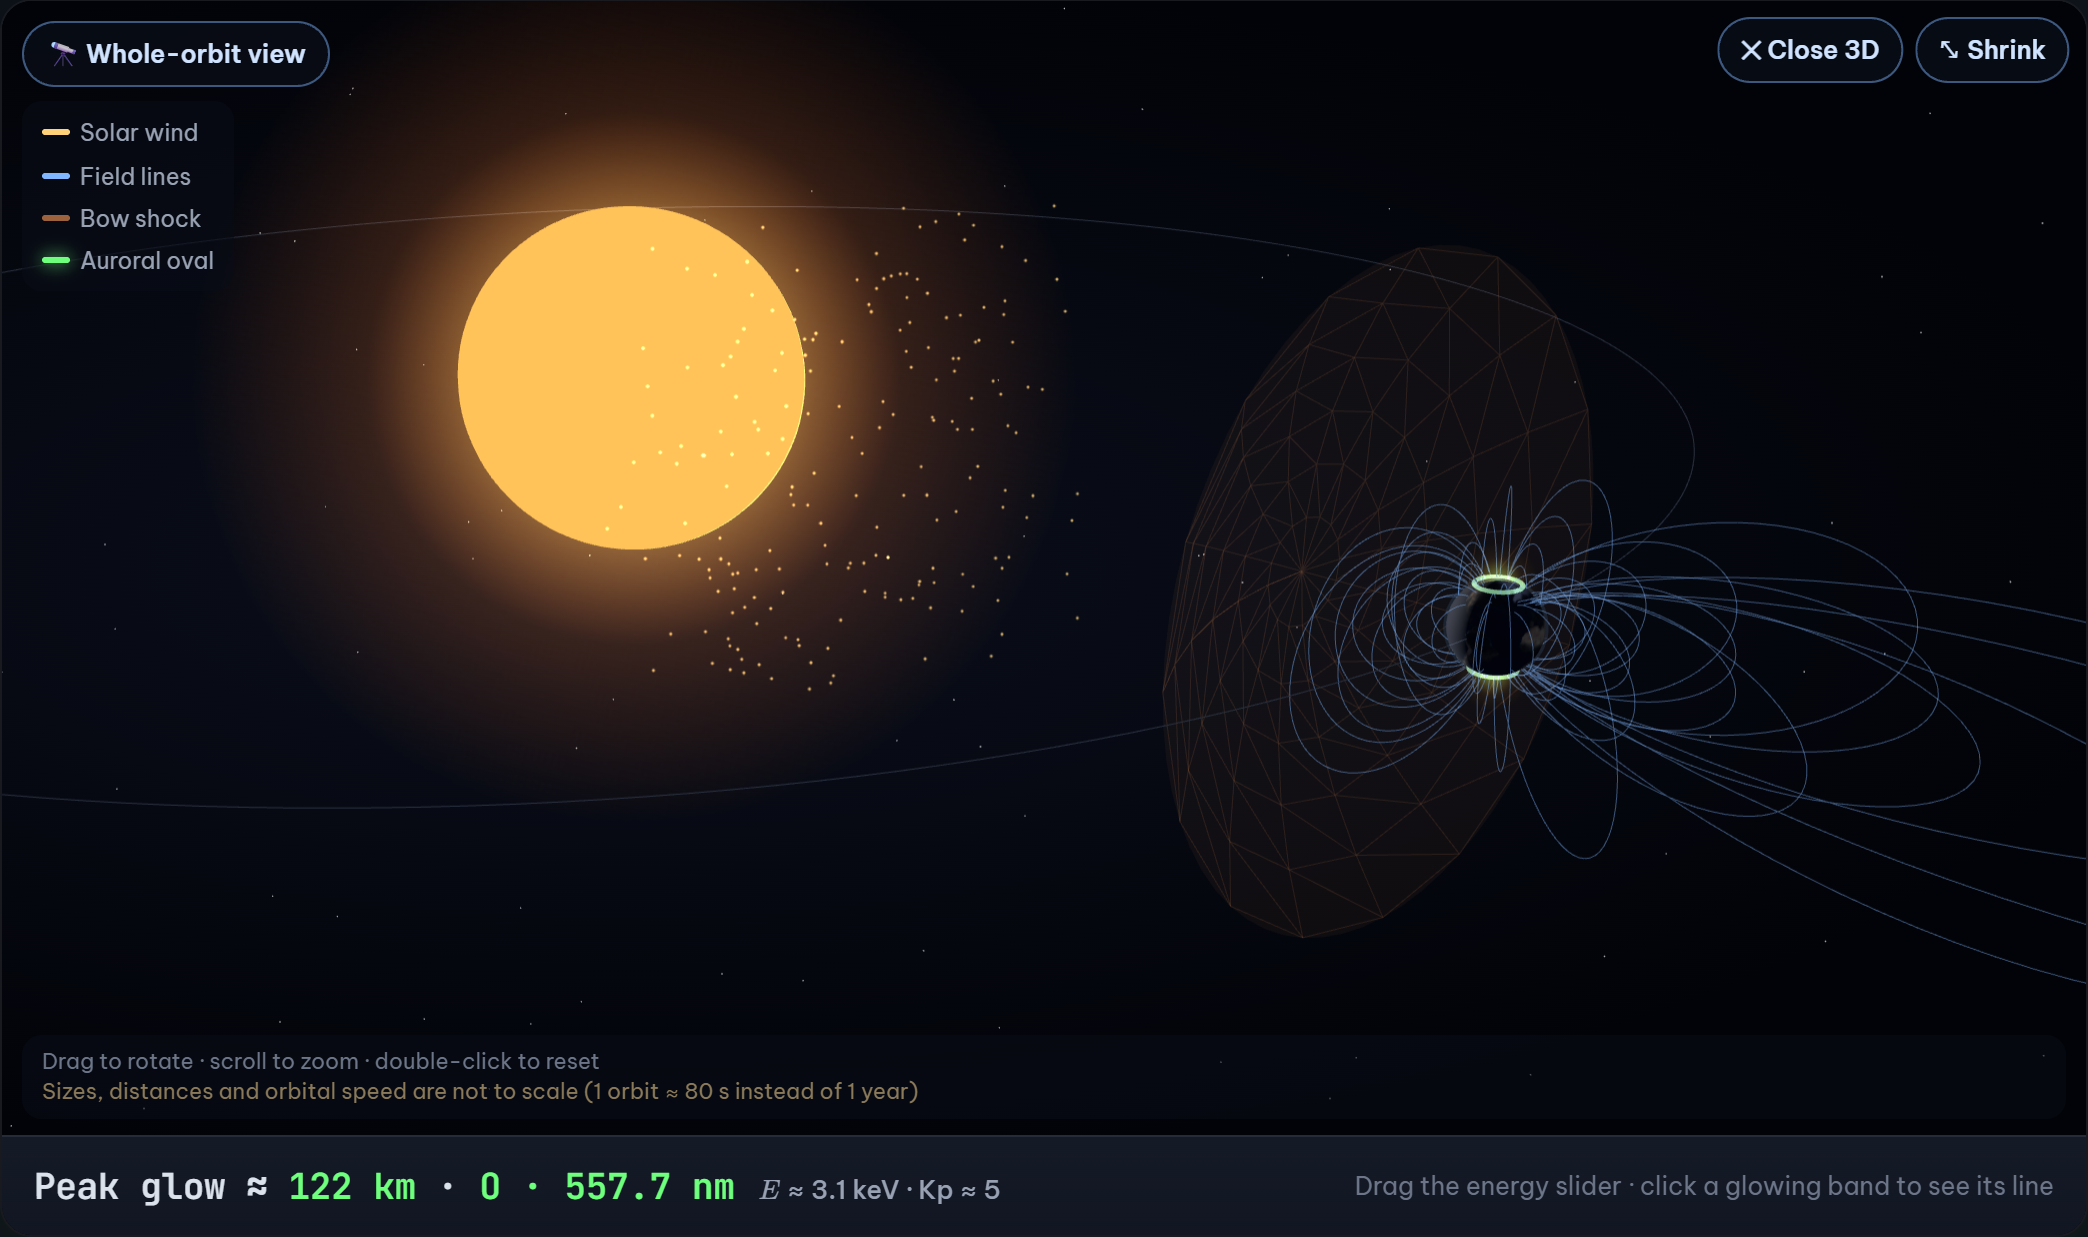 Whole-orbit view
Close 3D
Shrink
Solar wind
Field lines
Bow shock
Auroral oval
Drag to rotate · scroll to zoom · double-click to reset
Sizes, distances and orbital speed are not to scale (1 orbit ≈ 80 s instead of 1 year)
Peak glow ≈ 122 km · O · 557.7 nm E ≈ 3.1 keV · Kp ≈ 5
Drag the energy slider · click a glowing band to see its line